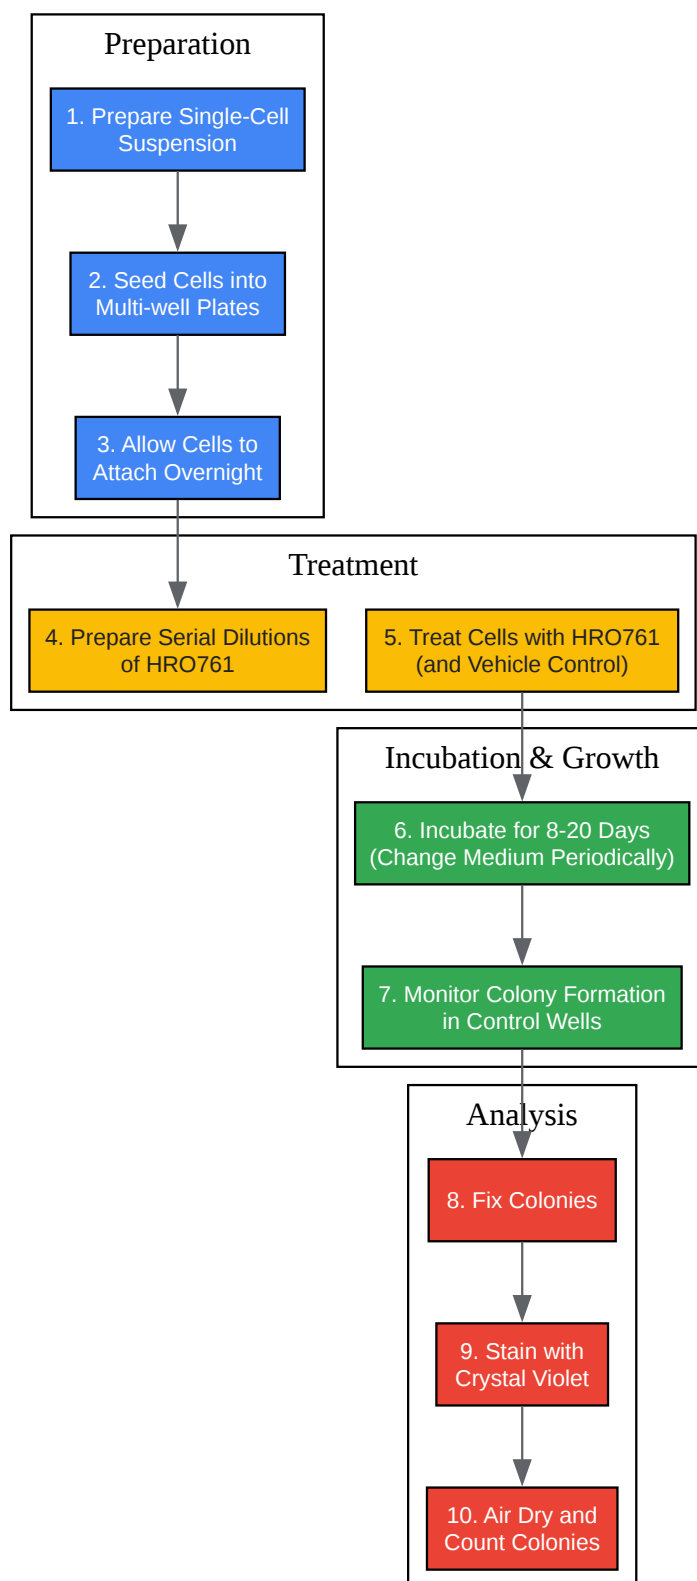 Preparation
1. Prepare Single-Cell
Suspension
2. Seed Cells into
Multi-well Plates
3. Allow Cells to
Attach Overnight
Treatment
4. Prepare Serial Dilutions
of HRO761
5. Treat Cells with HRO761
(and Vehicle Control)
Incubation & Growth
6. Incubate for 8-20 Days
(Change Medium Periodically)
7. Monitor Colony Formation
in Control Wells
Analysis
8. Fix Colonies
9. Stain with
Crystal Violet
10. Air Dry and
Count Colonies